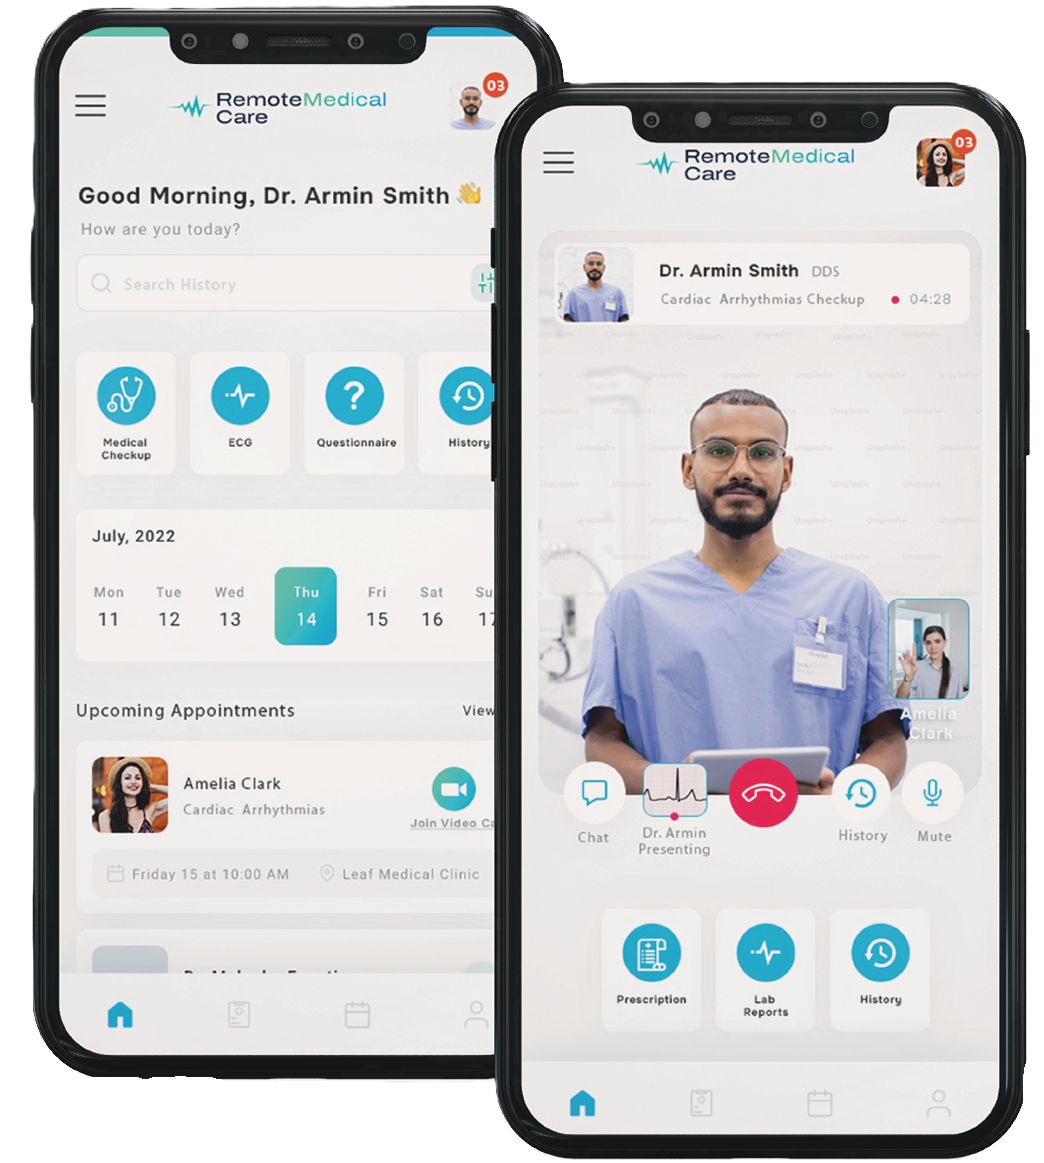 RemoteMedical
Care
03
Good Morning, Dr. Armin Smith 👋
How are you today?
Search History
Medical
Checkup
ECG
Questionnaire
History
July, 2022
Mon Tue Wed Thu Fri Sat Su
11 12 13 14 15 16 17
Upcoming Appointments View
Amelia Clark
Cardiac Arrhythmias
Join Video Ca
Friday 15 at 10:00 AM Leaf Medical Clinic
RemoteMedical
Care
03
Dr. Armin Smith DDS
Cardiac Arrhythmias Checkup 04:28
Unsplash+
Hospital
Amelia
Clark
Chat
Dr. Armin
Presenting
History
Mute
Prescription
Lab
Reports
History